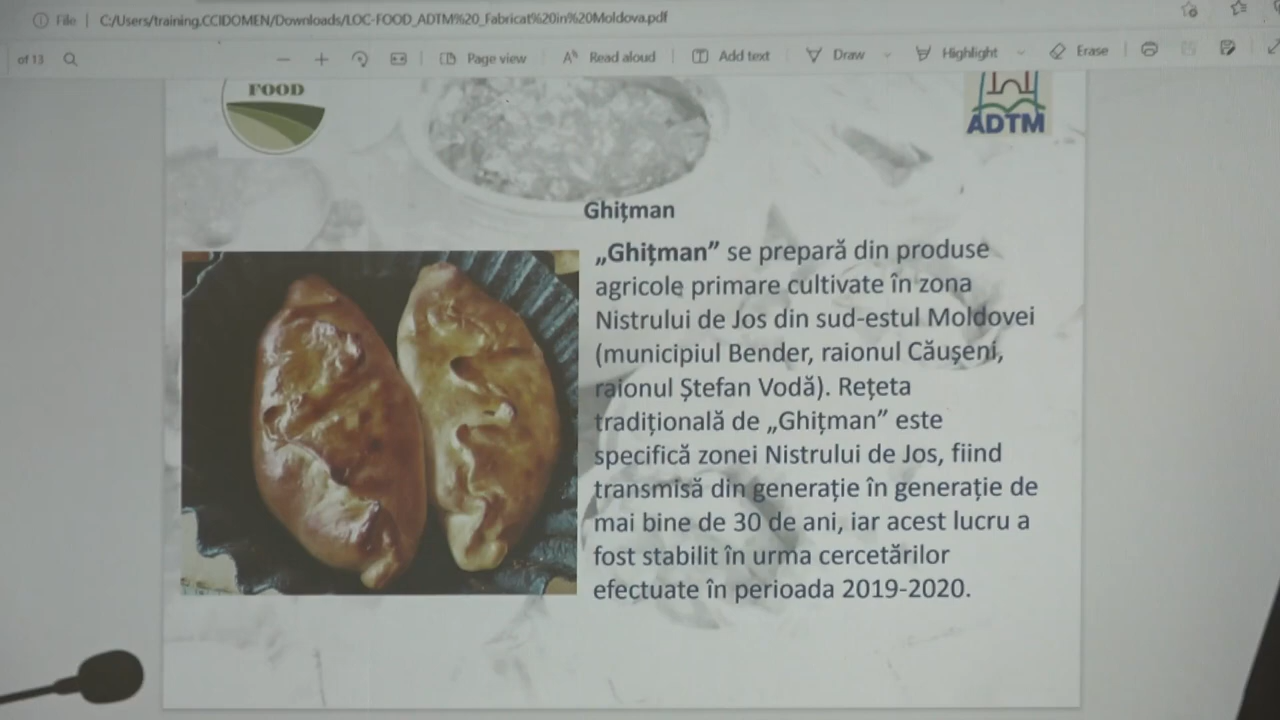 File | C:/Users/training.CCIDOMEN/Downloads/LOC-FOOD_ADTM%20_Fabricat%20in%20Moldova.pdf
of 13
Page view
Read aloud
Add text
Draw
Highlight
Erase
FOOD
ADTM
Ghițman
„Ghițman” se prepară din produse
agricole primare cultivate în zona
Nistrului de Jos din sud-estul Moldovei
(municipiul Bender, raionul Căușeni,
raionul Ștefan Vodă). Rețeta
tradițională de „Ghițman” este
specifică zonei Nistrului de Jos, fiind
transmisă din generație în generație de
mai bine de 30 de ani, iar acest lucru a
fost stabilit în urma cercetărilor
efectuate în perioada 2019-2020.